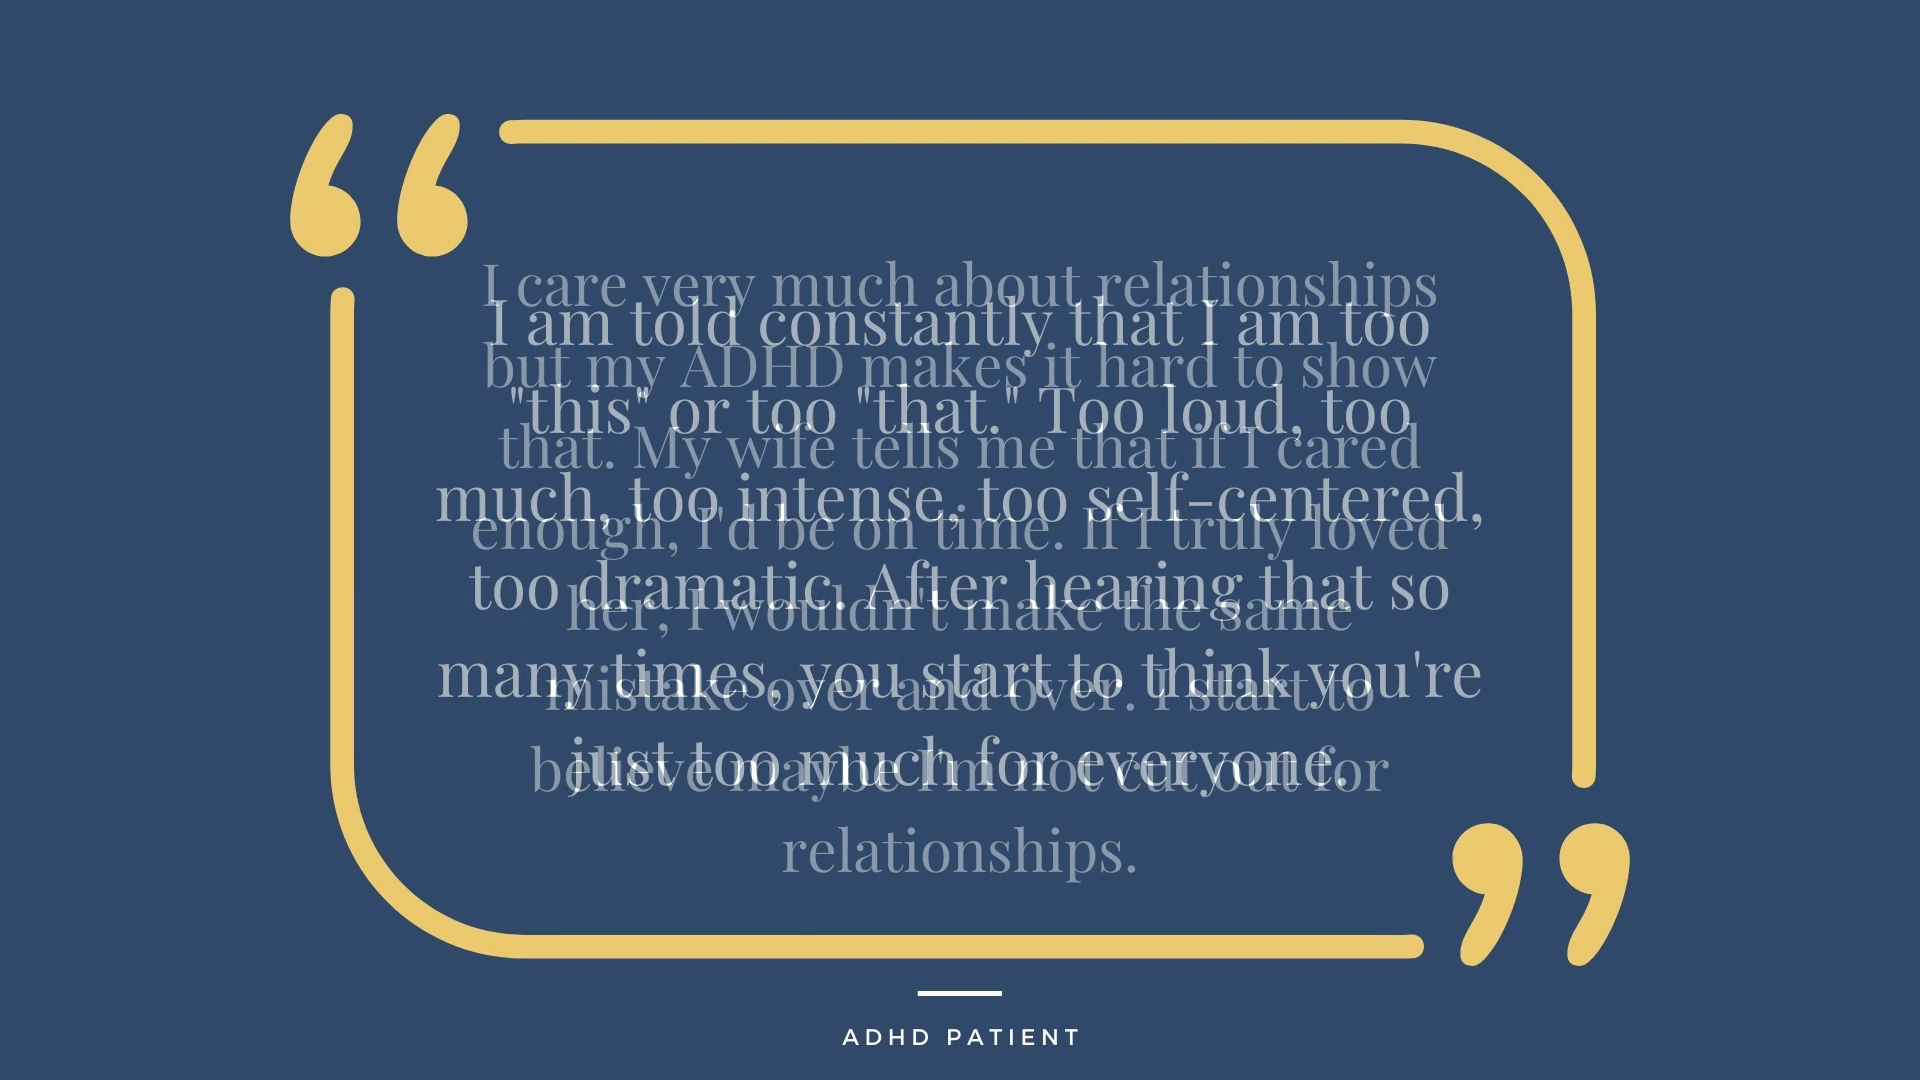 I care very much about relationships
but my ADHD makes it hard to show
that. My wife tells me that if I cared
enough, I'd be on time. If I truly loved
her, I wouldn't make the same
mistake over and over. I start to
believe maybe I'm not cut out for
relationships.
I am told constantly that I am too
"this" or too "that." Too loud, too
much, too intense, too self-centered,
too dramatic. After hearing that so
many times, you start to think you're
just too much for everyone.
ADHD PATIENT